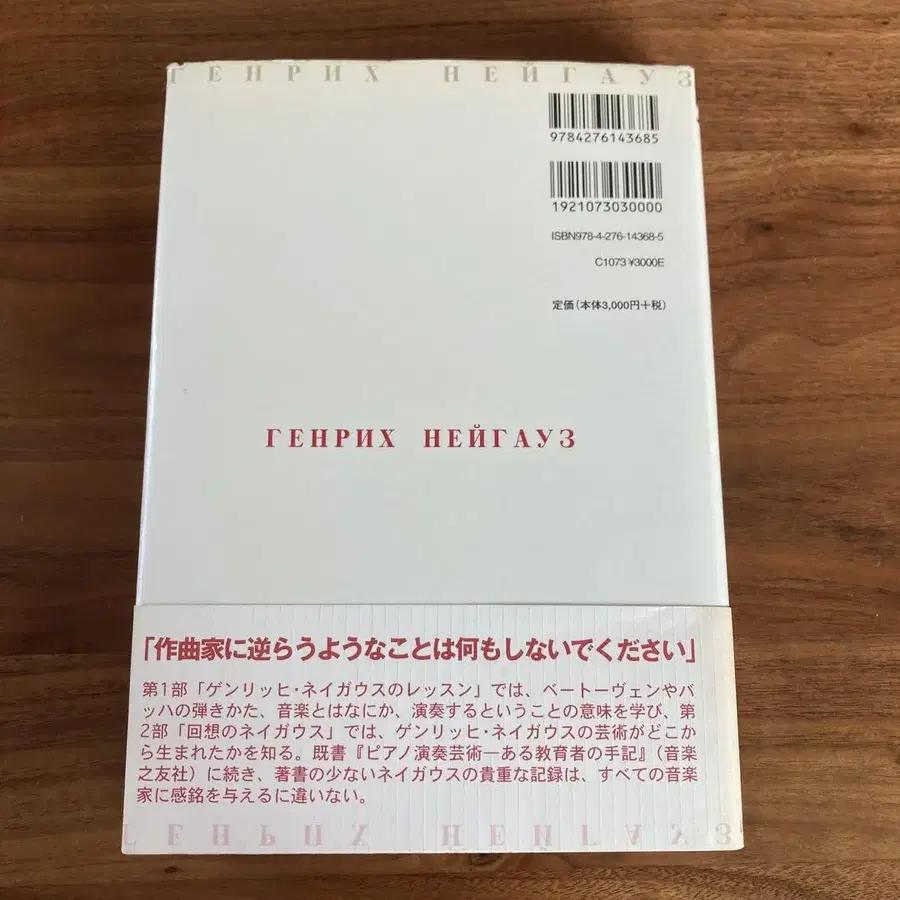 ГЕНРИХ НЕЙГАУЗ
9784276143685
1921073030000
ISBN978-4-276-14368-5
C1073 ¥3000E
定価(本体3,000円+税)
ГЕНРИХ НЕЙГАУЗ
「作曲家に逆らうようなことは何もしないでください」
第1部「ゲンリッヒ・ネイガウスのレッスン」では、ベートーヴェンやバ
ッハの弾きかた、音楽とはなにか、演奏するということの意味を学び、第
2部「回想のネイガウス」では、ゲンリッヒ・ネイガウスの芸術がどこか
ら生まれたかを知る。既書『ピアノ演奏芸術―ある教育者の手記』(音楽
之友社)に続き、著書の少ないネイガウスの貴重な記録は、すべての音楽
家に感銘を与えるに違いない。
ГЕНРИХ НЕЙГАУЗ